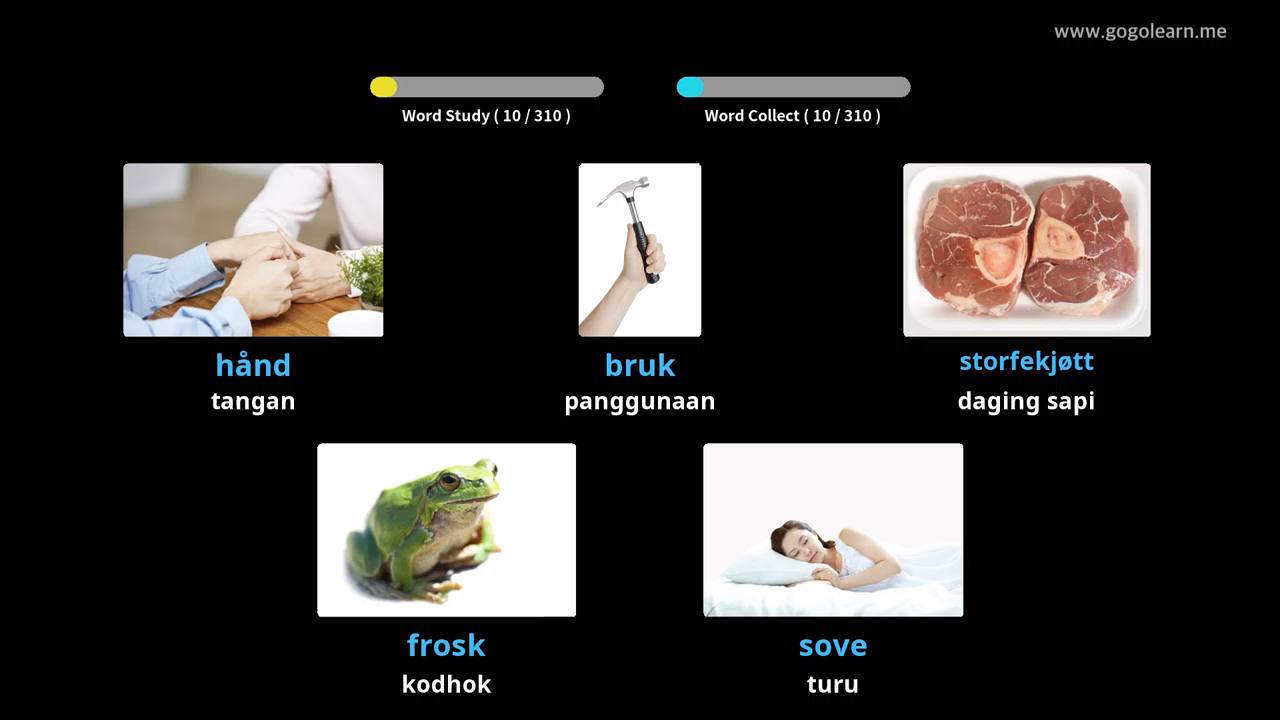 www.gogolearn.me
Word Study ( 10 / 310 )
Word Collect ( 10 / 310 )
hånd
tangan
bruk
panggunaan
storfekjøtt
daging sapi
frosk
kodhok
sove
turu